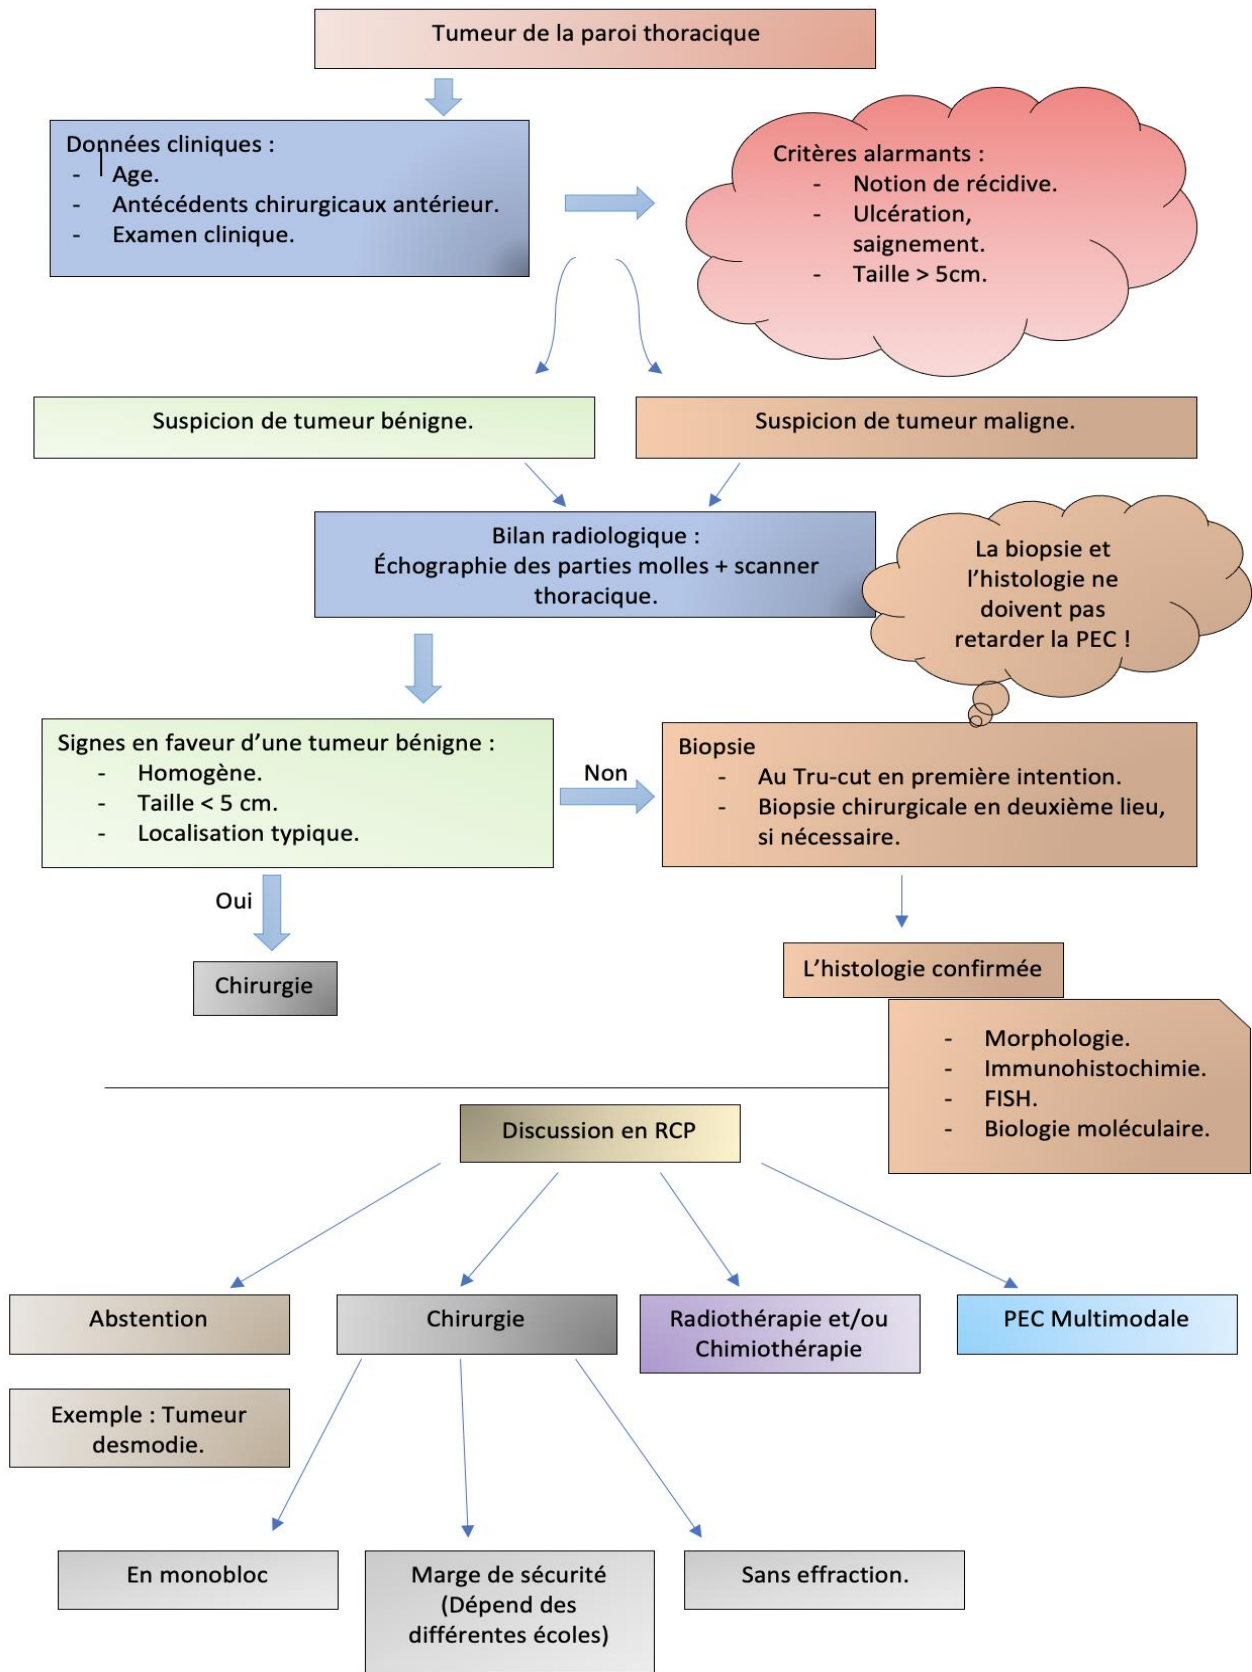 Tumeur de la paroi thoracique
Données cliniques :
- Age.
- Antécédents chirurgicaux antérieur.
- Examen clinique.
Critères alarmants :
- Notion de récidive.
- Ulcération,
saignement.
- Taille > 5cm.
Suspicion de tumeur bénigne.
Suspicion de tumeur maligne.
Bilan radiologique :
Échographie des parties molles + scanner
thoracique.
La biopsie et
l’histologie ne
doivent pas
retarder la PEC !
Signes en faveur d’une tumeur bénigne :
- Homogène.
- Taille < 5 cm.
- Localisation typique.
Non
Biopsie
- Au Tru-cut en première intention.
- Biopsie chirurgicale en deuxième lieu,
si nécessaire.
Oui
Chirurgie
L’histologie confirmée
- Morphologie.
- Immunohistochimie.
- FISH.
- Biologie moléculaire.
Discussion en RCP
Abstention
Chirurgie
Radiothérapie et/ou
Chimiothérapie
PEC Multimodale
Exemple : Tumeur
desmodie.
En monobloc
Marge de sécurité
(Dépend des
différentes écoles)
Sans effraction.